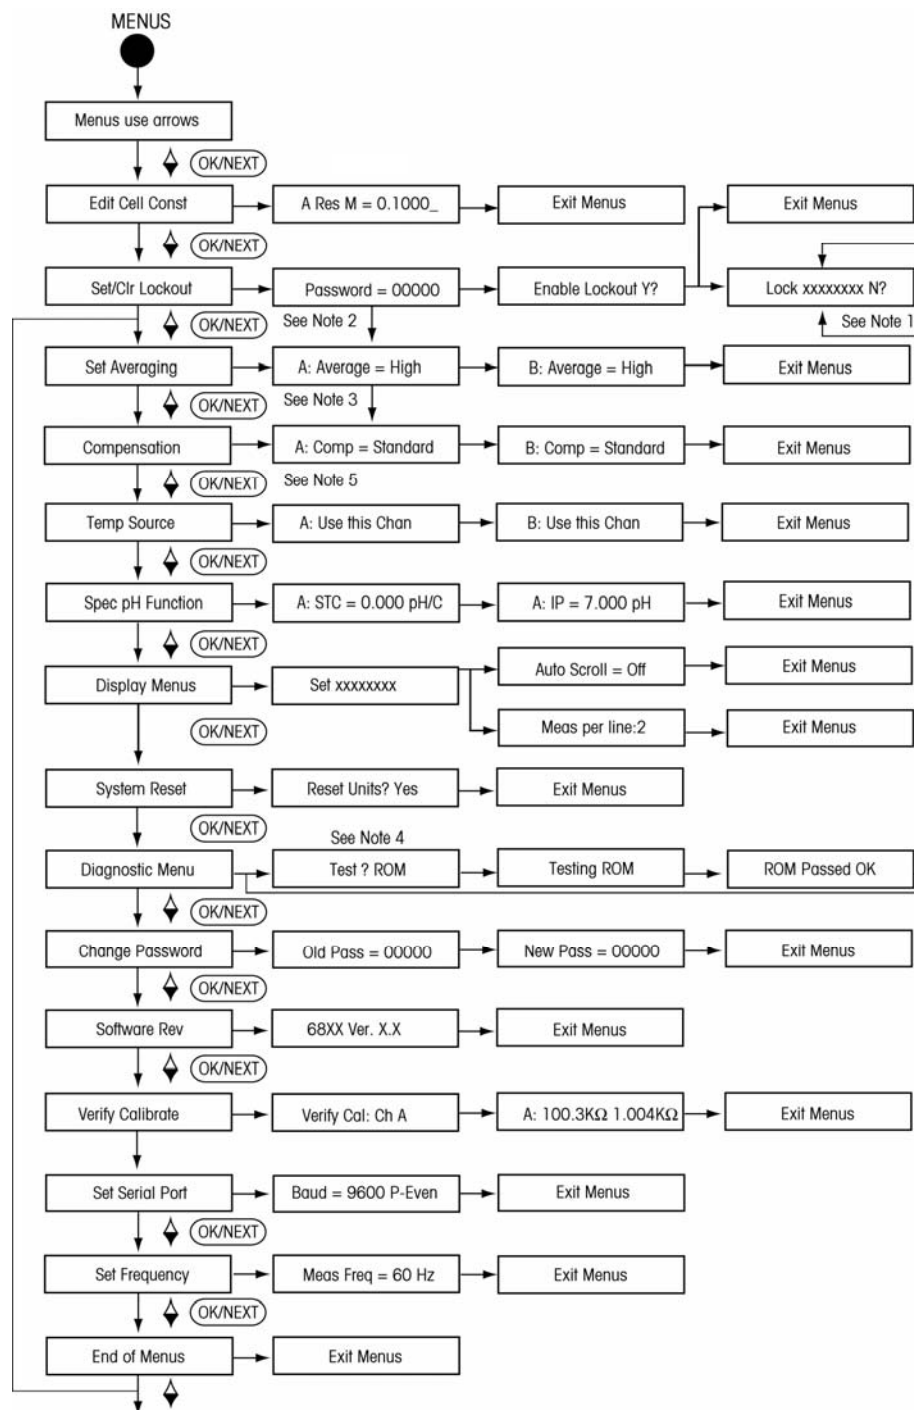 MENUS
Menus use arrows
OK/NEXT
Edit Cell Const
A Res M = 0.1000_
Exit Menus
Exit Menus
OK/NEXT
Set/Clr Lockout
Password = 00000
Enable Lockout Y?
Lock xxxxxxxx N?
OK/NEXT
See Note 2
See Note 1
Set Averaging
A: Average = High
B: Average = High
Exit Menus
OK/NEXT
See Note 3
Compensation
A: Comp = Standard
B: Comp = Standard
Exit Menus
OK/NEXT
See Note 5
Temp Source
A: Use this Chan
B: Use this Chan
Exit Menus
OK/NEXT
Spec pH Function
A: STC = 0.000 pH/C
A: IP = 7.000 pH
Exit Menus
OK/NEXT
Display Menus
Set xxxxxxxx
Auto Scroll = Off
Exit Menus
Meas per line:2
Exit Menus
OK/NEXT
System Reset
Reset Units? Yes
Exit Menus
OK/NEXT
See Note 4
Diagnostic Menu
Test ? ROM
Testing ROM
ROM Passed OK
OK/NEXT
Change Password
Old Pass = 00000
New Pass = 00000
Exit Menus
OK/NEXT
Software Rev
68XX Ver. X.X
Exit Menus
OK/NEXT
Verify Calibrate
Verify Cal: Ch A
A: 100.3KΩ 1.004KΩ
Exit Menus
Set Serial Port
Baud = 9600 P-Even
Exit Menus
OK/NEXT
Set Frequency
Meas Freq = 60 Hz
Exit Menus
OK/NEXT
End of Menus
Exit Menus